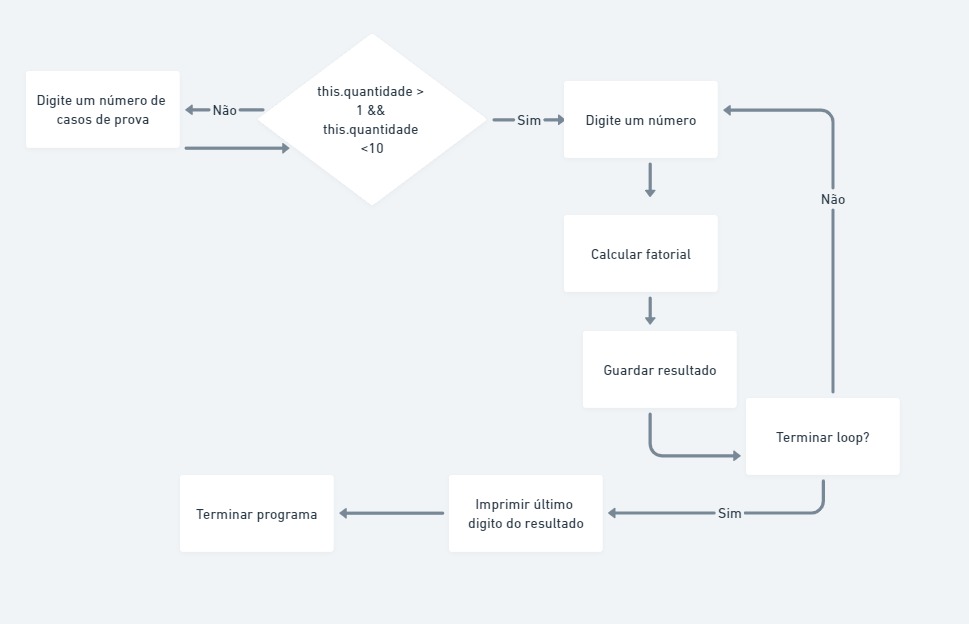 Digite um número de
casos de prova
Não
this.quantidade >
1 &&
this.quantidade
<10
Sim
Digite um número
Não
Calcular fatorial
Guardar resultado
Terminar loop?
Sim
Imprimir último
digito do resultado
Terminar programa